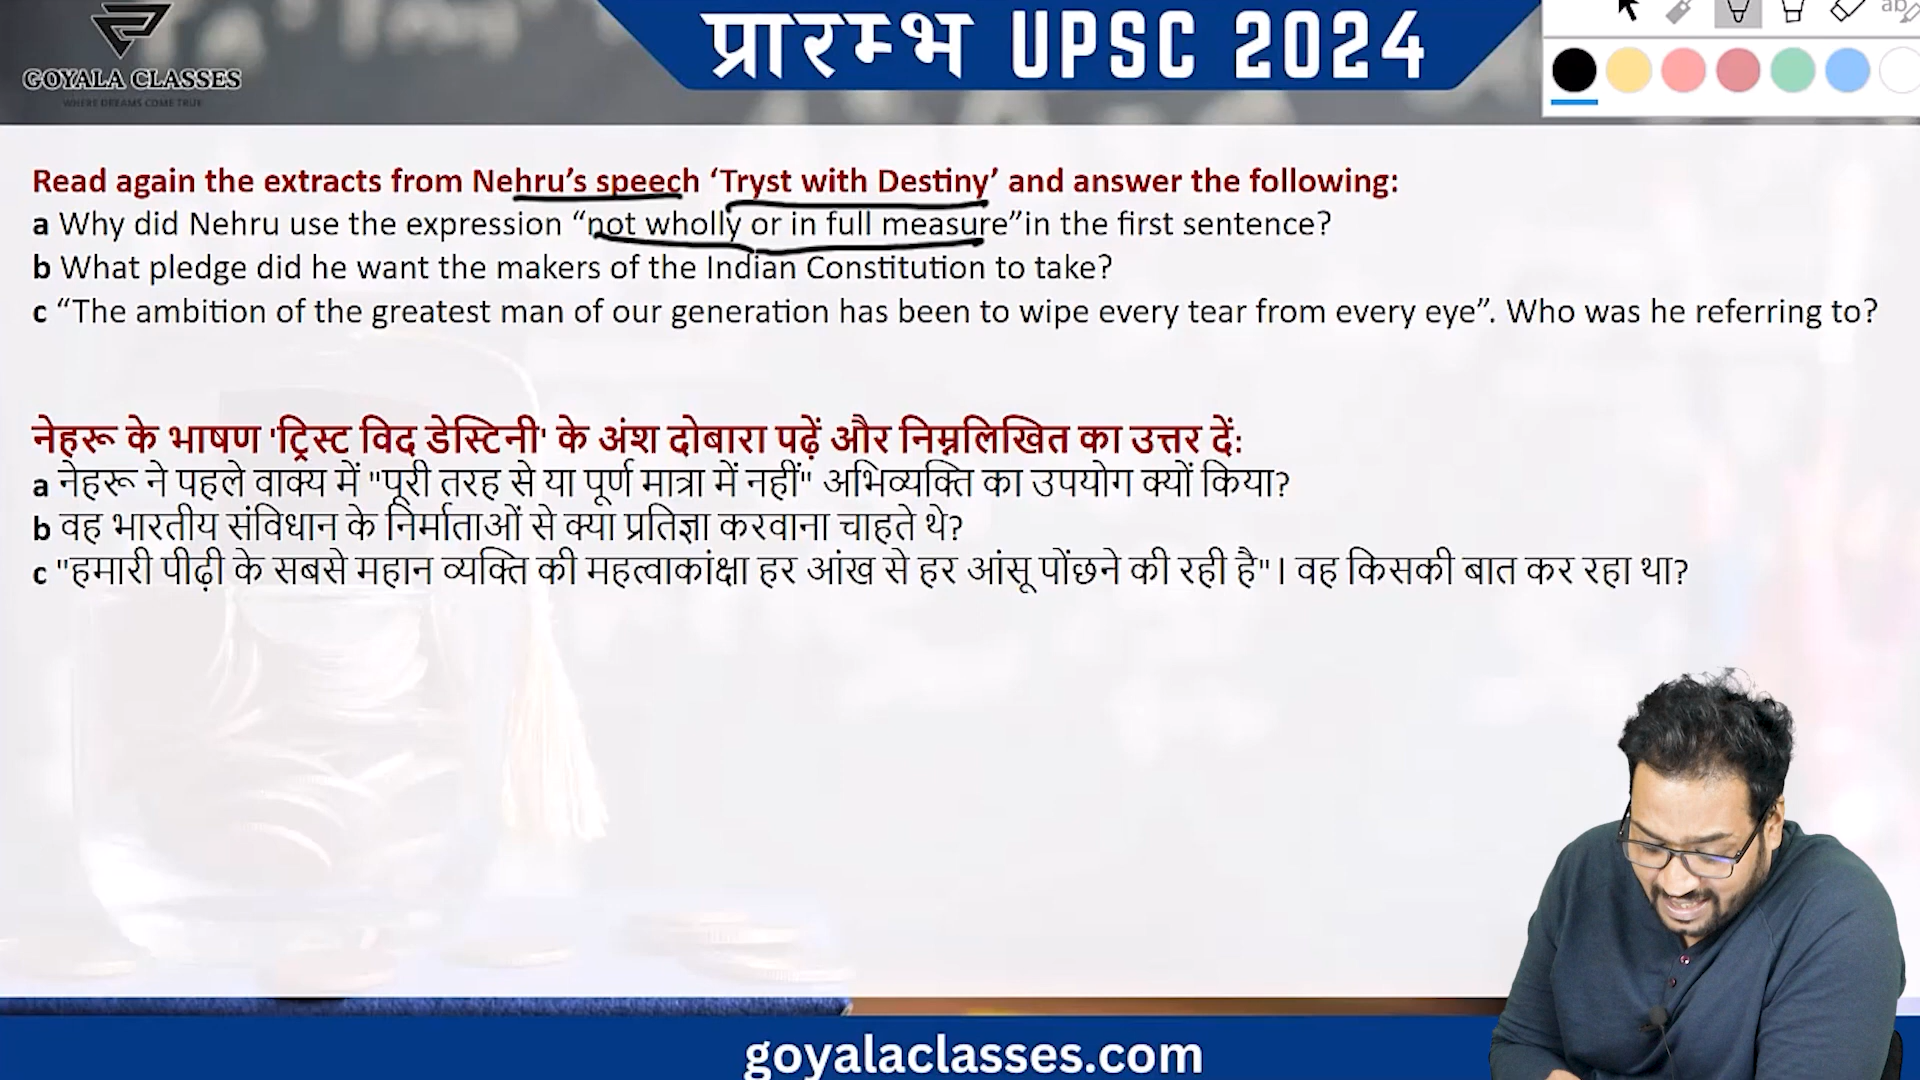 प्रारम्भ UPSC 2024
GOYALA CLASSES
WHERE DREAMS COME TRUE
Read again the extracts from Nehru’s speech ‘Tryst with Destiny’ and answer the following:
a Why did Nehru use the expression “not wholly or in full measure”in the first sentence?
b What pledge did he want the makers of the Indian Constitution to take?
c “The ambition of the greatest man of our generation has been to wipe every tear from every eye”. Who was he referring to?
नेहरू के भाषण 'ट्रिस्ट विद डेस्टिनी' के अंश दोबारा पढ़ें और निम्नलिखित का उत्तर दें:
a नेहरू ने पहले वाक्य में "पूरी तरह से या पूर्ण मात्रा में नहीं" अभिव्यक्ति का उपयोग क्यों किया?
b वह भारतीय संविधान के निर्माताओं से क्या प्रतिज्ञा करवाना चाहते थे?
c "हमारी पीढ़ी के सबसे महान व्यक्ति की महत्वाकांक्षा हर आंख से हर आंसू पोंछने की रही है" । वह किसकी बात कर रहा था?
goyalaclasses.com